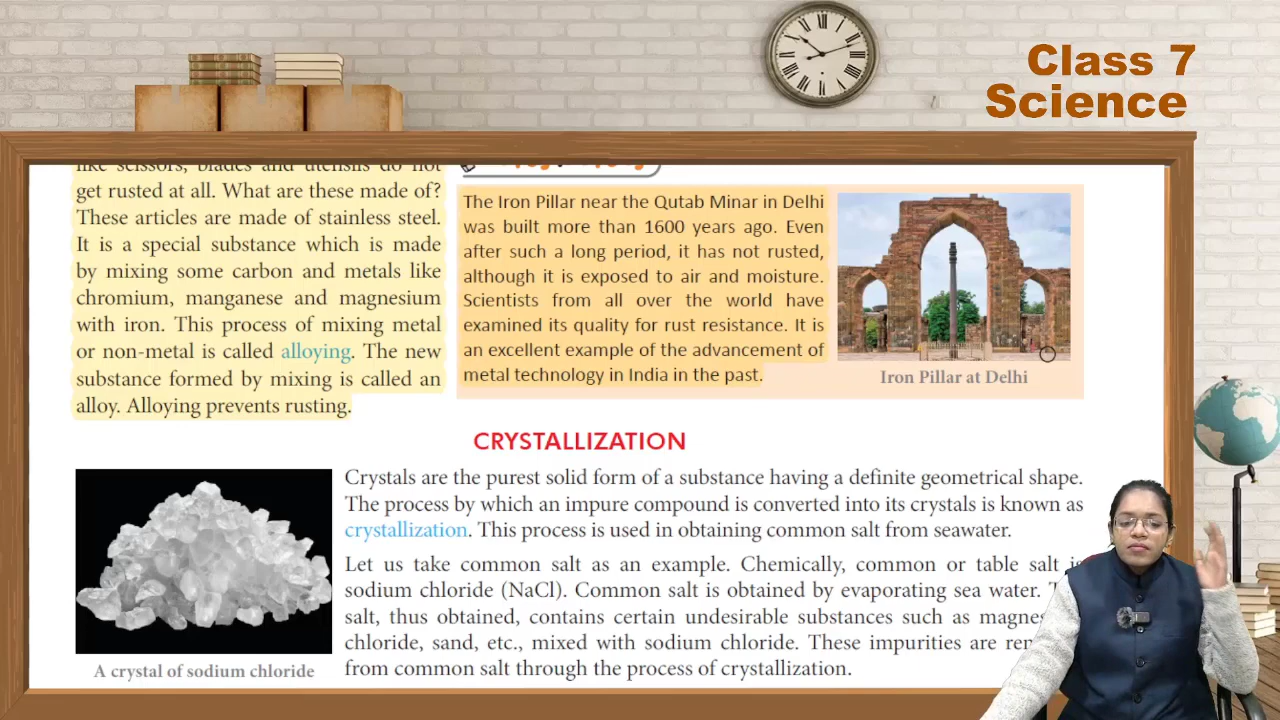 Class 7
Science
like scissors, blades and utensils do not
get rusted at all. What are these made of?
These articles are made of stainless steel.
It is a special substance which is made
by mixing some carbon and metals like
chromium, manganese and magnesium
with iron. This process of mixing metal
or non-metal is called alloying. The new
substance formed by mixing is called an
alloy. Alloying prevents rusting.
The Iron Pillar near the Qutab Minar in Delhi
was built more than 1600 years ago. Even
after such a long period, it has not rusted,
although it is exposed to air and moisture.
Scientists from all over the world have
examined its quality for rust resistance. It is
an excellent example of the advancement of
metal technology in India in the past.
Iron Pillar at Delhi
CRYSTALLIZATION
Crystals are the purest solid form of a substance having a definite geometrical shape.
The process by which an impure compound is converted into its crystals is known as
crystallization. This process is used in obtaining common salt from seawater.
Let us take common salt as an example. Chemically, common or table salt is
sodium chloride (NaCl). Common salt is obtained by evaporating sea water.
salt, thus obtained, contains certain undesirable substances such as
chloride, sand, etc., mixed with sodium chloride. These impurities are
from common salt through the process of crystallization.
A crystal of sodium chloride